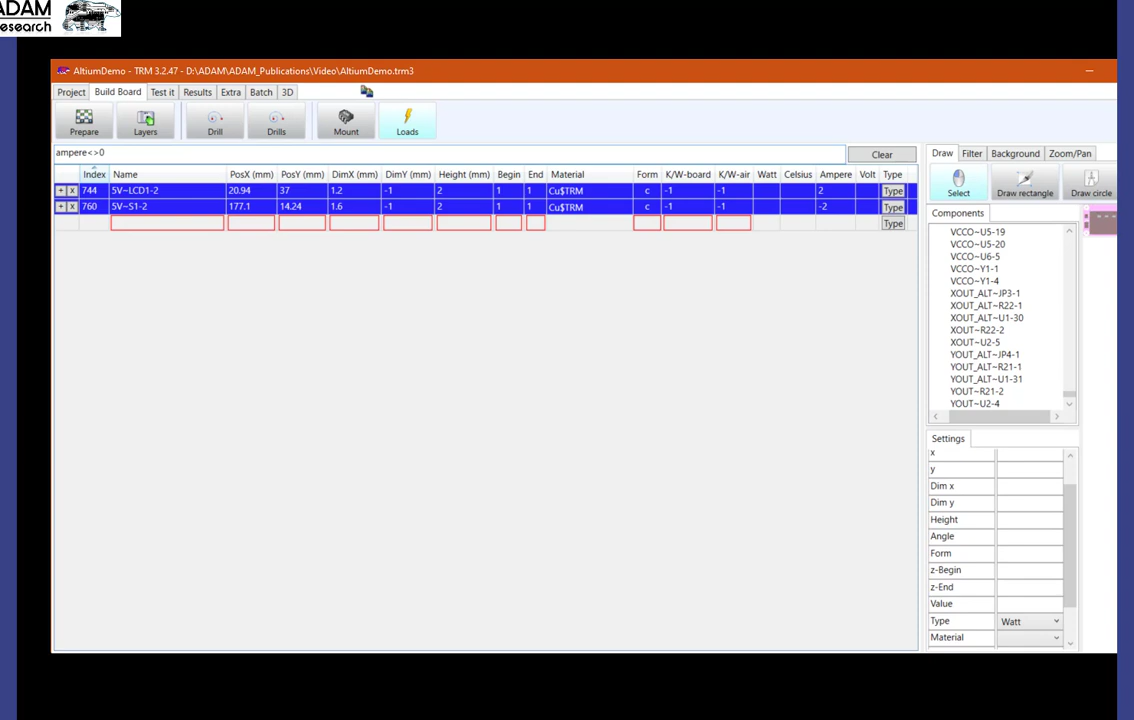 ADAM
esearch
AltiumDemo - TRM 3.2.47 - D:\ADAM\ADAM_Publications\Video\AltiumDemo.trm3
Project Build Board Test it Results Extra Batch 3D
Prepare Layers Drill Drills Mount Loads
ampere<>0 Clear
Index Name PosX (mm) PosY (mm) DimX (mm) DimY (mm) Height (mm) Begin End Material Form K/W-board K/W-air Watt Celsius Ampere Volt Type
+ x 744 5V~LCD1-2 20.94 37 1.2 -1 2 1 1 Cu$TRM c -1 -1 2 Type
+ x 760 5V~S1-2 177.1 14.24 1.6 -1 2 1 1 Cu$TRM c -1 -1 -2 Type
Type
Draw Filter Background Zoom/Pan
Select Draw rectangle Draw circle
Components
VCCO~U5-19
VCCO~U5-20
VCCO~U6-5
VCCO~Y1-1
VCCO~Y1-4
XOUT_ALT~JP3-1
XOUT_ALT~R22-1
XOUT_ALT~U1-30
XOUT~R22-2
XOUT~U2-5
YOUT_ALT~JP4-1
YOUT_ALT~R21-1
YOUT_ALT~U1-31
YOUT~R21-2
YOUT~U2-4
Settings
x
y
Dim x
Dim y
Height
Angle
Form
z-Begin
z-End
Value
Type Watt
Material